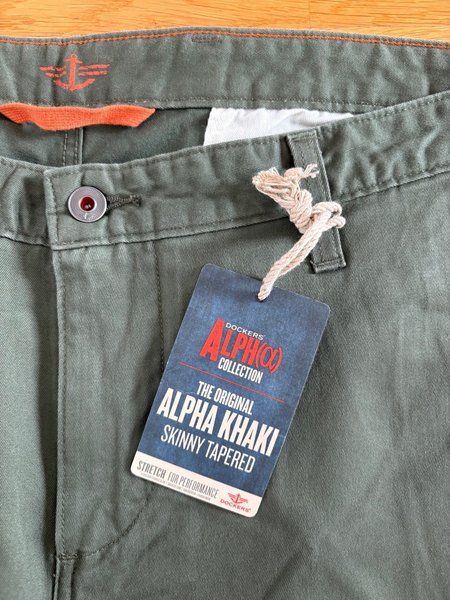 DOCKERS®
ALPH(α)
COLLECTION
THE ORIGINAL
ALPHA KHAKI
SKINNY TAPERED
STRETCH FOR PERFORMANCE
DOCKERS®